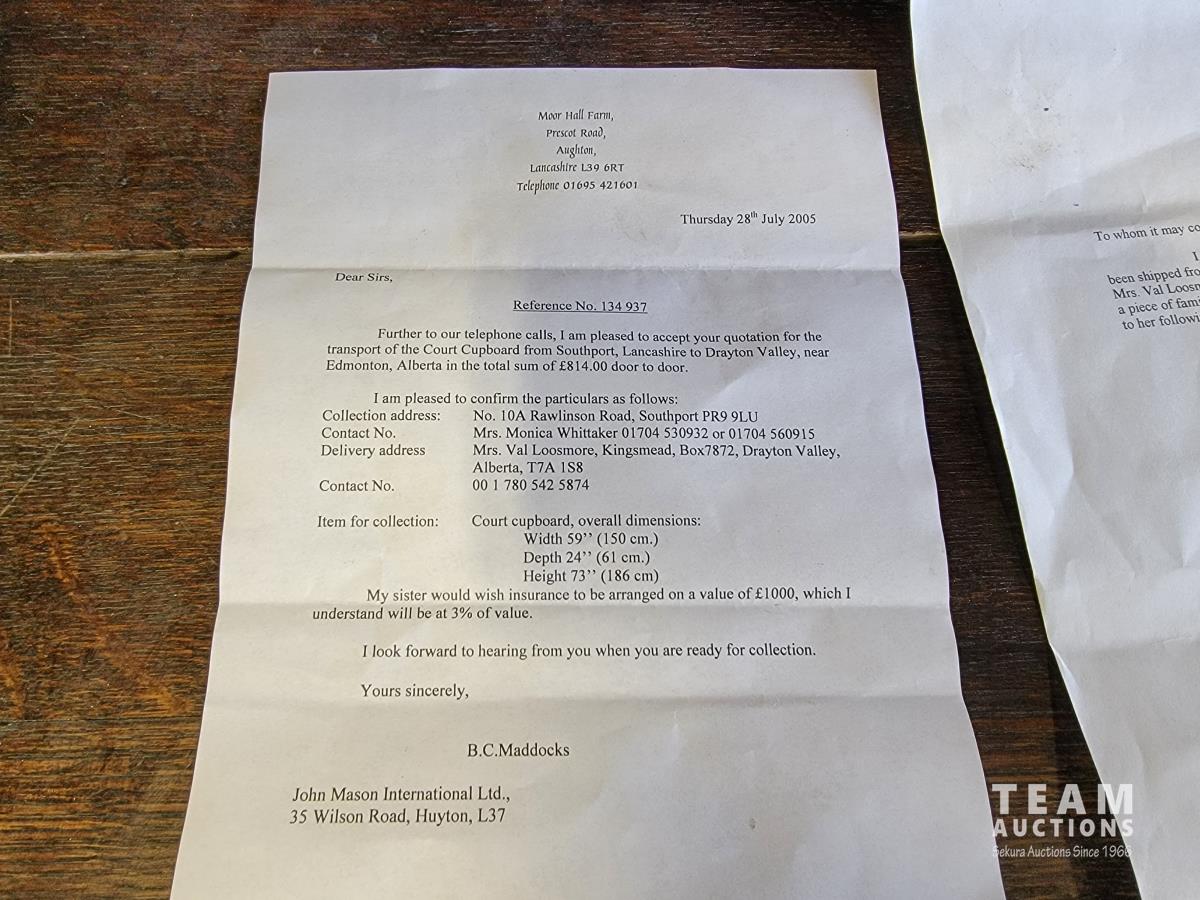 Moor Hall Farm,
Prescot Road,
Aughton,
Lancashire L39 6RT
Telephone 01695 421601
Thursday 28th July 2005
Dear Sirs,
Reference No. 134 937
Further to our telephone calls, I am pleased to accept your quotation for the
transport of the Court Cupboard from Southport, Lancashire to Drayton Valley, near
Edmonton, Alberta in the total sum of £814.00 door to door.
I am pleased to confirm the particulars as follows:
Collection address: No. 10A Rawlinson Road, Southport PR9 9LU
Contact No. Mrs. Monica Whittaker 01704 530932 or 01704 560915
Delivery address Mrs. Val Loosmore, Kingsmead, Box7872, Drayton Valley,
Alberta, T7A 1S8
Contact No. 00 1 780 542 5874
Item for collection: Court cupboard, overall dimensions:
Width 59’’ (150 cm.)
Depth 24’’ (61 cm.)
Height 73’’ (186 cm)
My sister would wish insurance to be arranged on a value of £1000, which I
understand will be at 3% of value.
I look forward to hearing from you when you are ready for collection.
Yours sincerely,
B.C.Maddocks
John Mason International Ltd.,
35 Wilson Road, Huyton, L37
To whom it may co
I
been shipped fro
Mrs. Val Loosm
a piece of fam
to her followi
TEAM
AUCTIONS
Sekura Auctions Since 1966